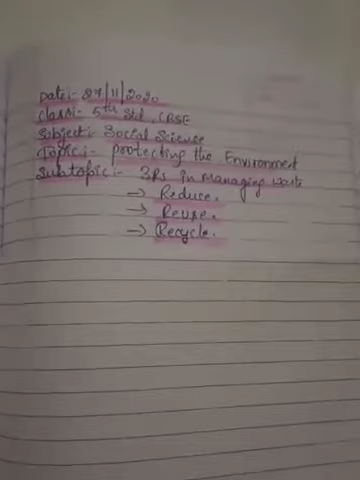 Date:- 27/11/2020
Class:- 5th Std, CBSE
Subject:- Social Science
Topic:- protecting the Environment
Subtopic:- 3Rs in Managing waste
→ Reduce.
→ Reuse.
→ Recycle.